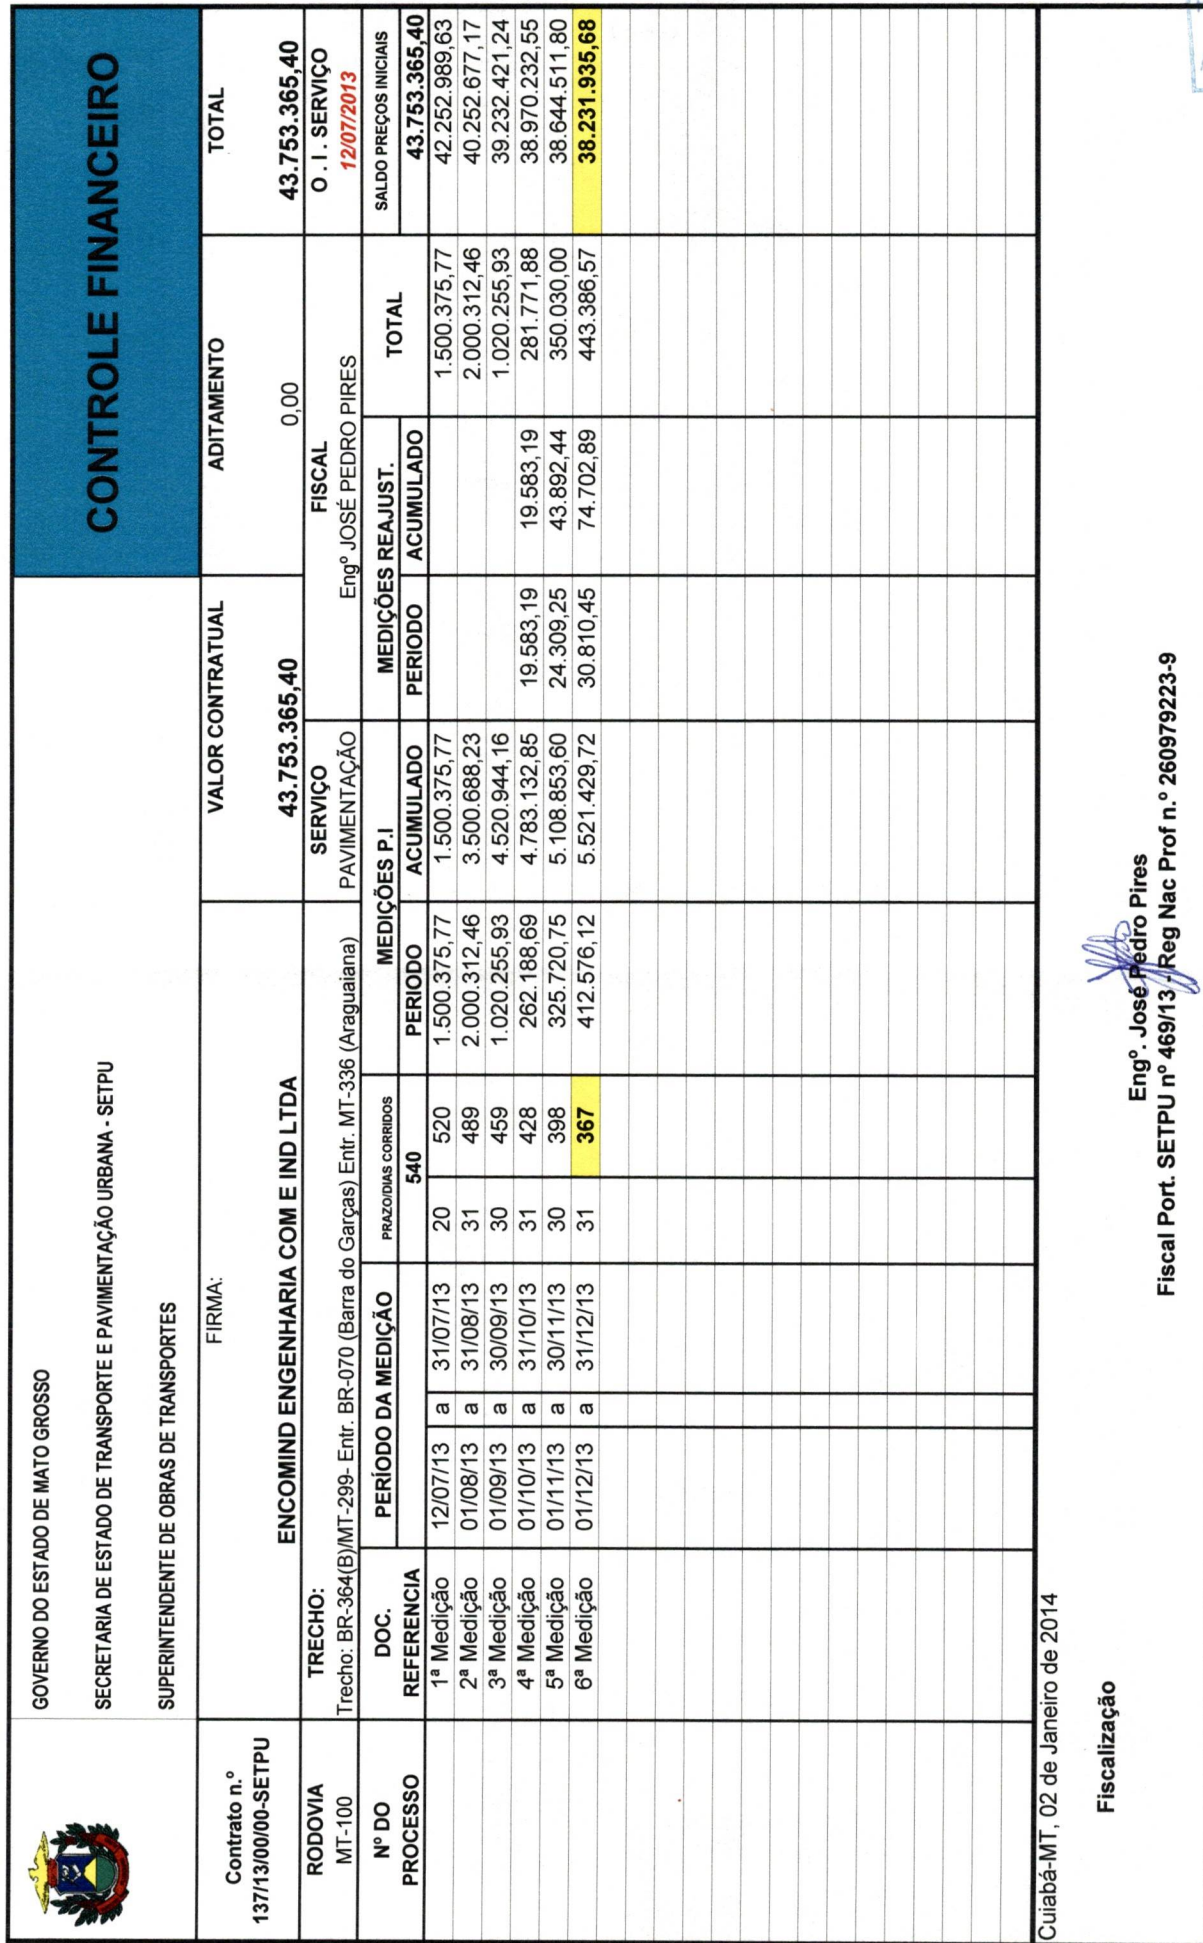 GOVERNO DO ESTADO DE MATO GROSSO
SECRETARIA DE ESTADO DE TRANSPORTE E PAVIMENTAÇÃO URBANA - SETPU
SUPERINTENDENTE DE OBRAS DE TRANSPORTES
CONTROLE FINANCEIRO
Contrato n.º
137/13/00/00-SETPU
FIRMA:
ENCOMIND ENGENHARIA COM E IND LTDA
VALOR CONTRATUAL
43.753.365,40
ADITAMENTO
0,00
TOTAL
43.753.365,40
RODOVIA
MT-100
TRECHO:
Trecho: BR-364(B)/MT-299- Entr. BR-070 (Barra do Garças) Entr. MT-336 (Araguaiana)
SERVIÇO
PAVIMENTAÇÃO
FISCAL
Engº JOSÉ PEDRO PIRES
O . I . SERVIÇO
12/07/2013
Nº DO PROCESSO
DOC. REFERENCIA
PERÍODO DA MEDIÇÃO
PRAZO/DIAS CORRIDOS
540
MEDIÇÕES P.I
PERIODO ACUMULADO
MEDIÇÕES REAJUST.
PERIODO ACUMULADO
TOTAL
SALDO PREÇOS INICIAIS
43.753.365,40
1ª Medição 12/07/13 a 31/07/13 20 520 1.500.375,77 1.500.375,77 1.500.375,77 42.252.989,63
2ª Medição 01/08/13 a 31/08/13 31 489 2.000.312,46 3.500.688,23 2.000.312,46 40.252.677,17
3ª Medição 01/09/13 a 30/09/13 30 459 1.020.255,93 4.520.944,16 1.020.255,93 39.232.421,24
4ª Medição 01/10/13 a 31/10/13 31 428 262.188,69 4.783.132,85 19.583,19 19.583,19 281.771,88 38.970.232,55
5ª Medição 01/11/13 a 30/11/13 30 398 325.720,75 5.108.853,60 24.309,25 43.892,44 350.030,00 38.644.511,80
6ª Medição 01/12/13 a 31/12/13 31 367 412.576,12 5.521.429,72 30.810,45 74.702,89 443.386,57 38.231.935,68
Cuiabá-MT, 02 de Janeiro de 2014
Fiscalização
Engº. José Pedro Pires
Fiscal Port. SETPU nº 469/13 - Reg Nac Prof n.º 260979223-9